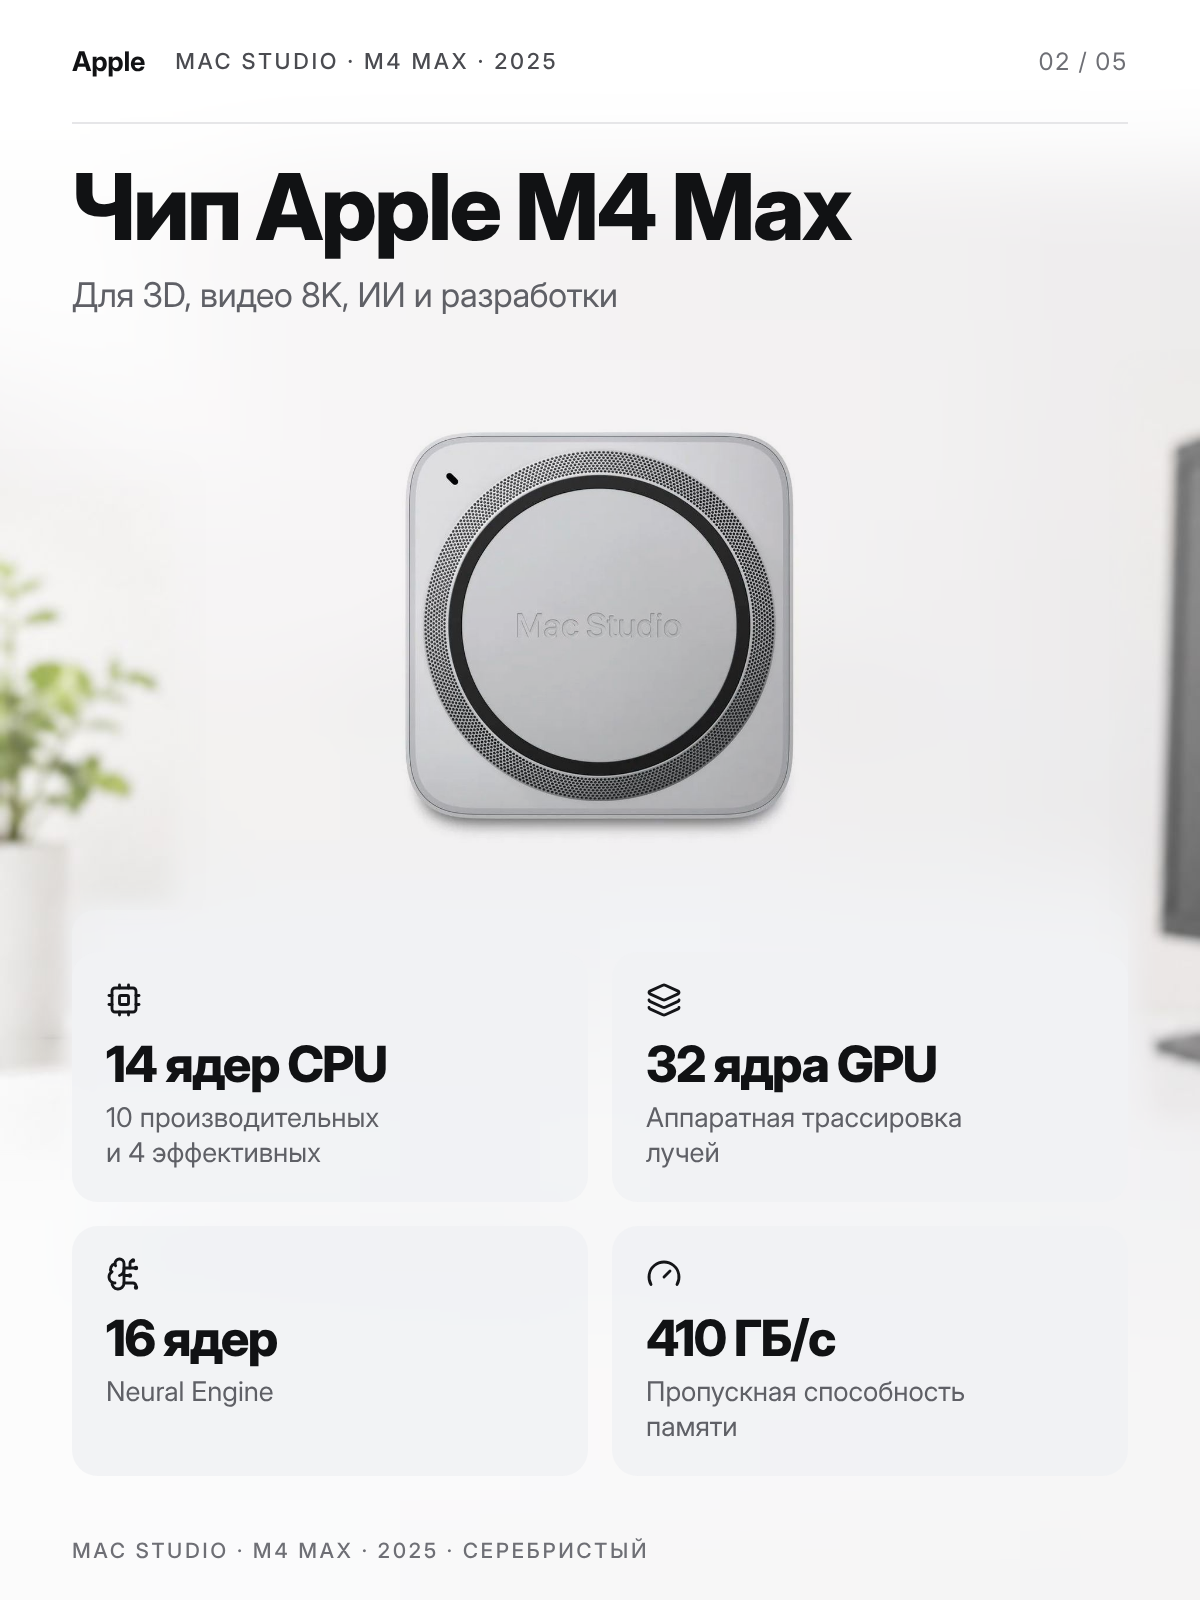 Apple MAC STUDIO · M4 MAX · 2025 02 / 05
Чип Apple M4 Max
Для 3D, видео 8K, ИИ и разработки
Mac Studio
14 ядер CPU
10 производительных
и 4 эффективных
32 ядра GPU
Аппаратная трассировка
лучей
16 ядер
Neural Engine
410 ГБ/с
Пропускная способность
памяти
MAC STUDIO · M4 MAX · 2025 · СЕРЕБРИСТЫЙ